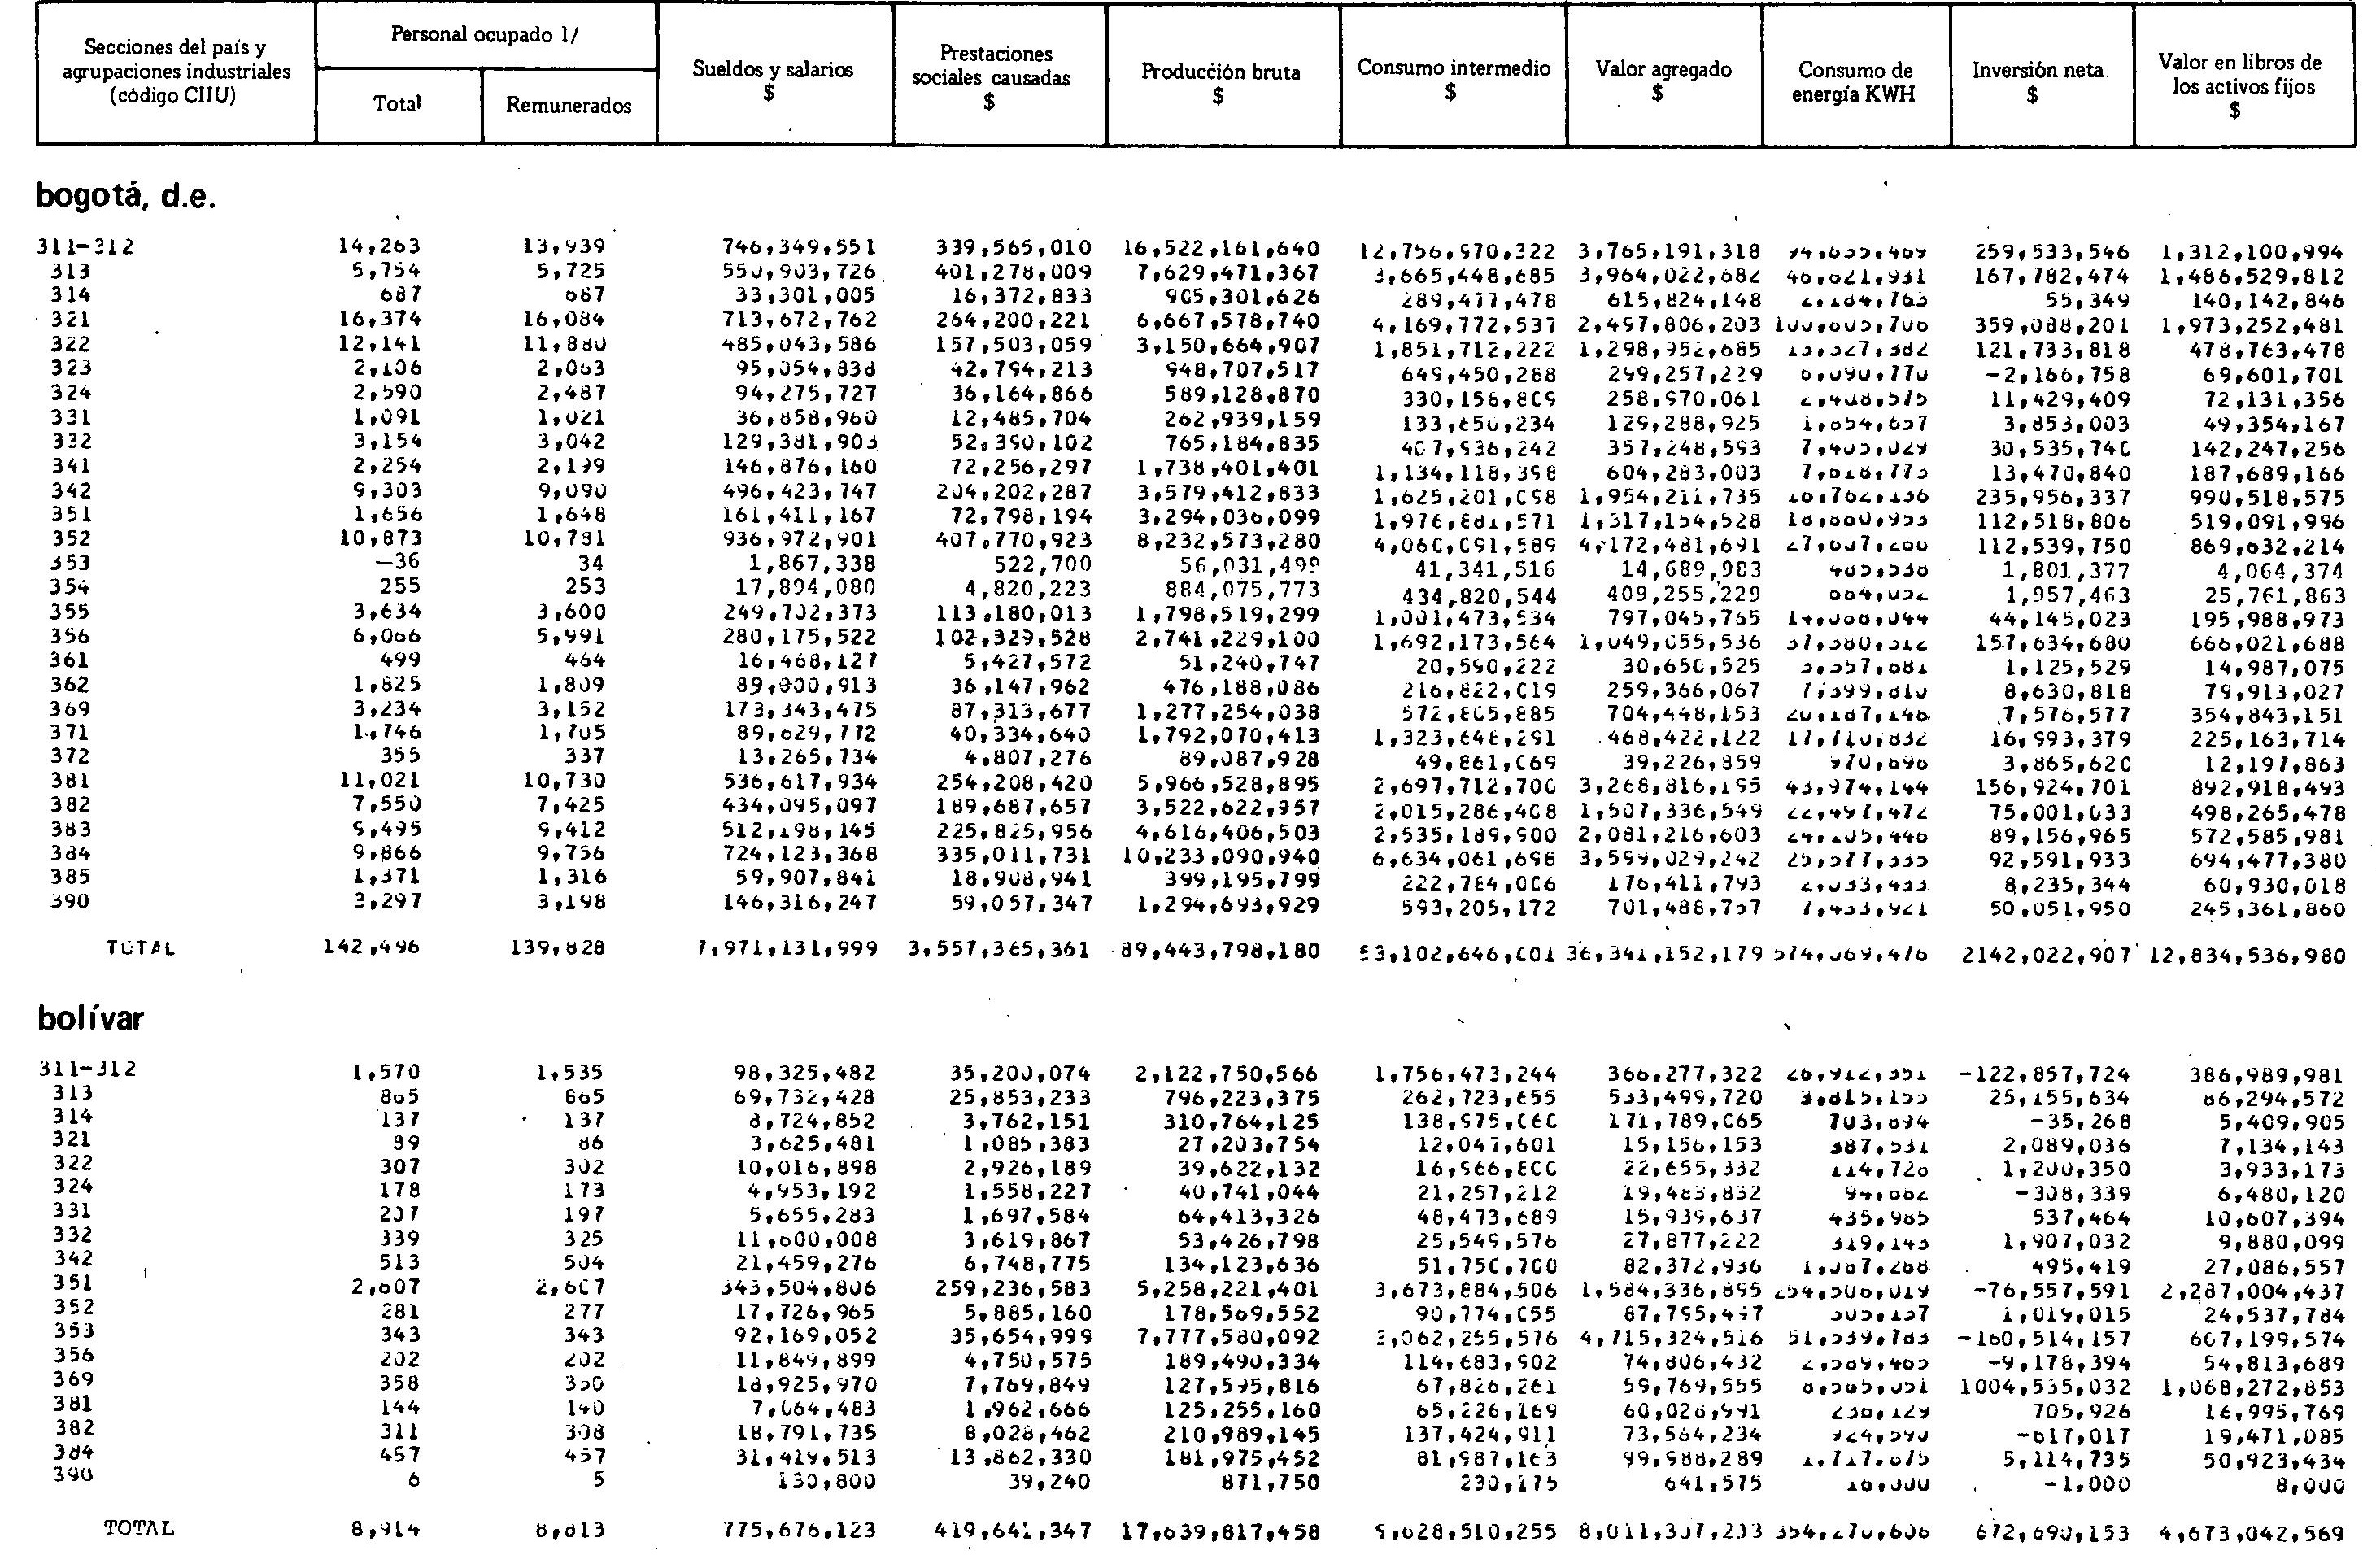 Secciones del país y agrupaciones industriales (código CIIU) Personal ocupado 1/ Total Remunerados Sueldos y salarios $ Prestaciones sociales causadas $ Producción bruta $ Consumo intermedio $ Valor agregado $ Consumo de energía KWH Inversión neta $ Valor en libros de los activos fijos $
bogotá, d.e.
311-312 14,263 13,939 746,349,551 339,565,010 16,522,161,640 12,756,970,322 3,765,191,318 259,533,546 1,312,100,994
313 5,754 5,725 550,903,726 401,278,009 7,629,471,367 3,665,448,685 3,964,022,682 46,621,931 167,782,474 1,486,529,812
314 687 687 33,301,005 16,372,833 905,301,626 289,477,478 615,824,148 55,349 140,142,846
321 16,374 16,084 713,672,762 264,200,221 6,667,578,740 4,169,772,537 2,497,806,203 359,088,201 1,973,252,481
322 12,141 11,880 485,043,586 157,503,059 3,150,664,907 1,851,712,222 1,298,952,685 121,733,818 478,763,478
323 2,106 2,063 95,054,838 42,794,213 948,707,517 649,450,288 299,257,229 -2,166,758 69,601,701
324 2,590 2,487 94,275,727 36,164,866 589,128,870 330,158,809 258,970,061 11,429,409 72,131,356
331 1,091 1,021 36,858,960 12,485,704 262,939,159 133,650,234 129,288,925 3,853,003 49,354,167
332 3,154 3,042 129,381,903 52,390,102 765,184,835 407,936,242 357,248,593 30,535,740 142,247,256
341 2,254 2,199 146,876,160 72,256,297 1,738,401,401 1,134,118,398 604,283,003 13,470,840 187,689,166
342 9,303 9,090 496,423,747 204,202,287 3,579,412,833 1,625,201,098 1,954,211,735 235,956,337 990,518,575
351 1,656 1,648 161,411,167 72,798,194 3,294,036,099 1,976,881,571 1,317,154,528 112,518,806 519,091,996
352 10,873 10,781 936,972,901 407,770,923 8,232,573,280 4,060,091,589 4,172,481,691 112,539,750 869,632,214
353 -36 34 1,867,338 522,700 56,031,499 41,341,516 14,689,983 1,801,377 4,064,374
354 255 253 17,894,080 4,820,223 884,075,773 434,820,544 409,255,229 1,957,463 25,761,863
355 3,634 3,600 249,702,373 113,180,013 1,798,519,299 1,001,473,534 797,045,765 44,145,023 195,988,973
356 6,066 5,991 280,175,522 102,329,528 2,741,229,100 1,692,173,564 1,049,055,536 157,634,680 666,021,688
361 499 464 16,468,127 5,427,572 51,240,747 20,590,222 30,650,525 1,125,529 14,987,075
362 1,825 1,809 89,800,913 36,147,962 476,188,086 216,822,019 259,366,067 8,630,818 79,913,027
369 3,234 3,152 173,343,475 87,313,677 1,277,254,038 572,805,885 704,448,153 7,576,577 354,843,151
371 1,746 1,705 89,629,772 40,334,640 1,792,070,413 1,323,648,291 468,422,122 16,993,379 225,163,714
372 355 337 13,265,734 4,807,276 89,087,928 49,861,069 39,226,859 3,865,620 12,197,863
381 11,021 10,730 536,617,934 254,208,420 5,966,528,895 2,697,712,700 3,268,816,195 43,974,144 156,924,701 892,918,493
382 7,550 7,425 434,095,097 189,687,657 3,522,622,957 2,015,286,408 1,507,336,549 22,497,472 75,001,033 498,265,478
383 9,495 9,412 512,198,145 225,825,956 4,616,406,503 2,535,189,900 2,081,216,603 89,156,965 572,585,981
384 9,866 9,756 724,123,368 335,011,731 10,233,090,940 6,634,061,698 3,599,029,242 92,591,933 694,477,380
385 1,371 1,316 59,907,841 18,908,941 399,195,799 222,784,006 176,411,793 8,235,344 60,930,018
390 3,297 3,198 146,316,247 59,057,347 1,294,693,929 593,205,172 701,488,757 50,051,950 245,361,860
TOTAL 142,496 139,828 7,971,131,999 3,557,365,361 89,443,798,180 53,102,646,001 36,341,152,179 2142,022,907 12,834,536,980
bolívar
311-312 1,570 1,535 98,325,482 35,200,074 2,122,750,566 1,756,473,244 366,277,322 -122,857,724 386,989,981
313 865 865 69,732,428 25,853,233 796,223,375 262,723,655 533,499,720 25,155,634 86,294,572
314 137 137 8,724,852 3,762,151 310,764,125 138,975,060 171,789,065 -35,268 5,409,905
321 89 86 3,625,481 1,085,383 27,203,754 12,047,601 15,156,153 2,089,036 7,134,143
322 307 302 10,016,898 2,926,189 39,622,132 16,966,800 22,655,332 1,200,350 3,933,173
324 178 173 4,953,192 1,558,227 40,741,044 21,257,212 19,483,832 -308,339 6,480,120
331 207 197 5,655,283 1,697,584 64,413,326 48,473,689 15,939,637 435,985 537,464 10,607,394
332 339 325 11,600,008 3,619,867 53,426,798 25,549,576 27,877,222 1,907,032 9,880,099
342 513 504 21,459,276 6,748,775 134,123,636 51,750,700 82,372,936 495,419 27,086,557
351 2,607 2,607 343,504,806 259,236,583 5,258,221,401 3,673,884,506 1,584,336,895 -76,557,591 2,287,004,437
352 281 277 17,726,965 5,885,160 178,569,552 90,774,055 87,795,497 1,019,015 24,537,784
353 343 343 92,169,052 35,654,999 7,777,580,092 3,062,255,576 4,715,324,516 51,539,783 -160,514,157 607,199,574
356 202 202 11,849,899 4,750,575 189,490,334 114,683,902 74,806,432 -9,178,394 54,813,689
369 358 350 18,925,970 7,769,849 127,595,816 67,826,261 59,769,555 1004,535,032 1,068,272,853
381 144 140 7,064,483 1,962,666 125,255,160 65,226,169 60,028,991 705,926 16,995,769
382 311 308 18,791,735 8,028,462 210,989,145 137,424,911 73,564,234 -617,017 19,471,085
384 457 457 31,419,513 13,862,330 181,975,452 81,987,163 99,988,289 5,114,735 50,923,434
390 6 5 130,800 39,240 871,750 230,175 641,575 -1,000 8,000
TOTAL 8,914 8,813 775,676,123 419,641,347 17,639,817,458 9,628,510,255 8,011,307,203 672,690,153 4,673,042,569